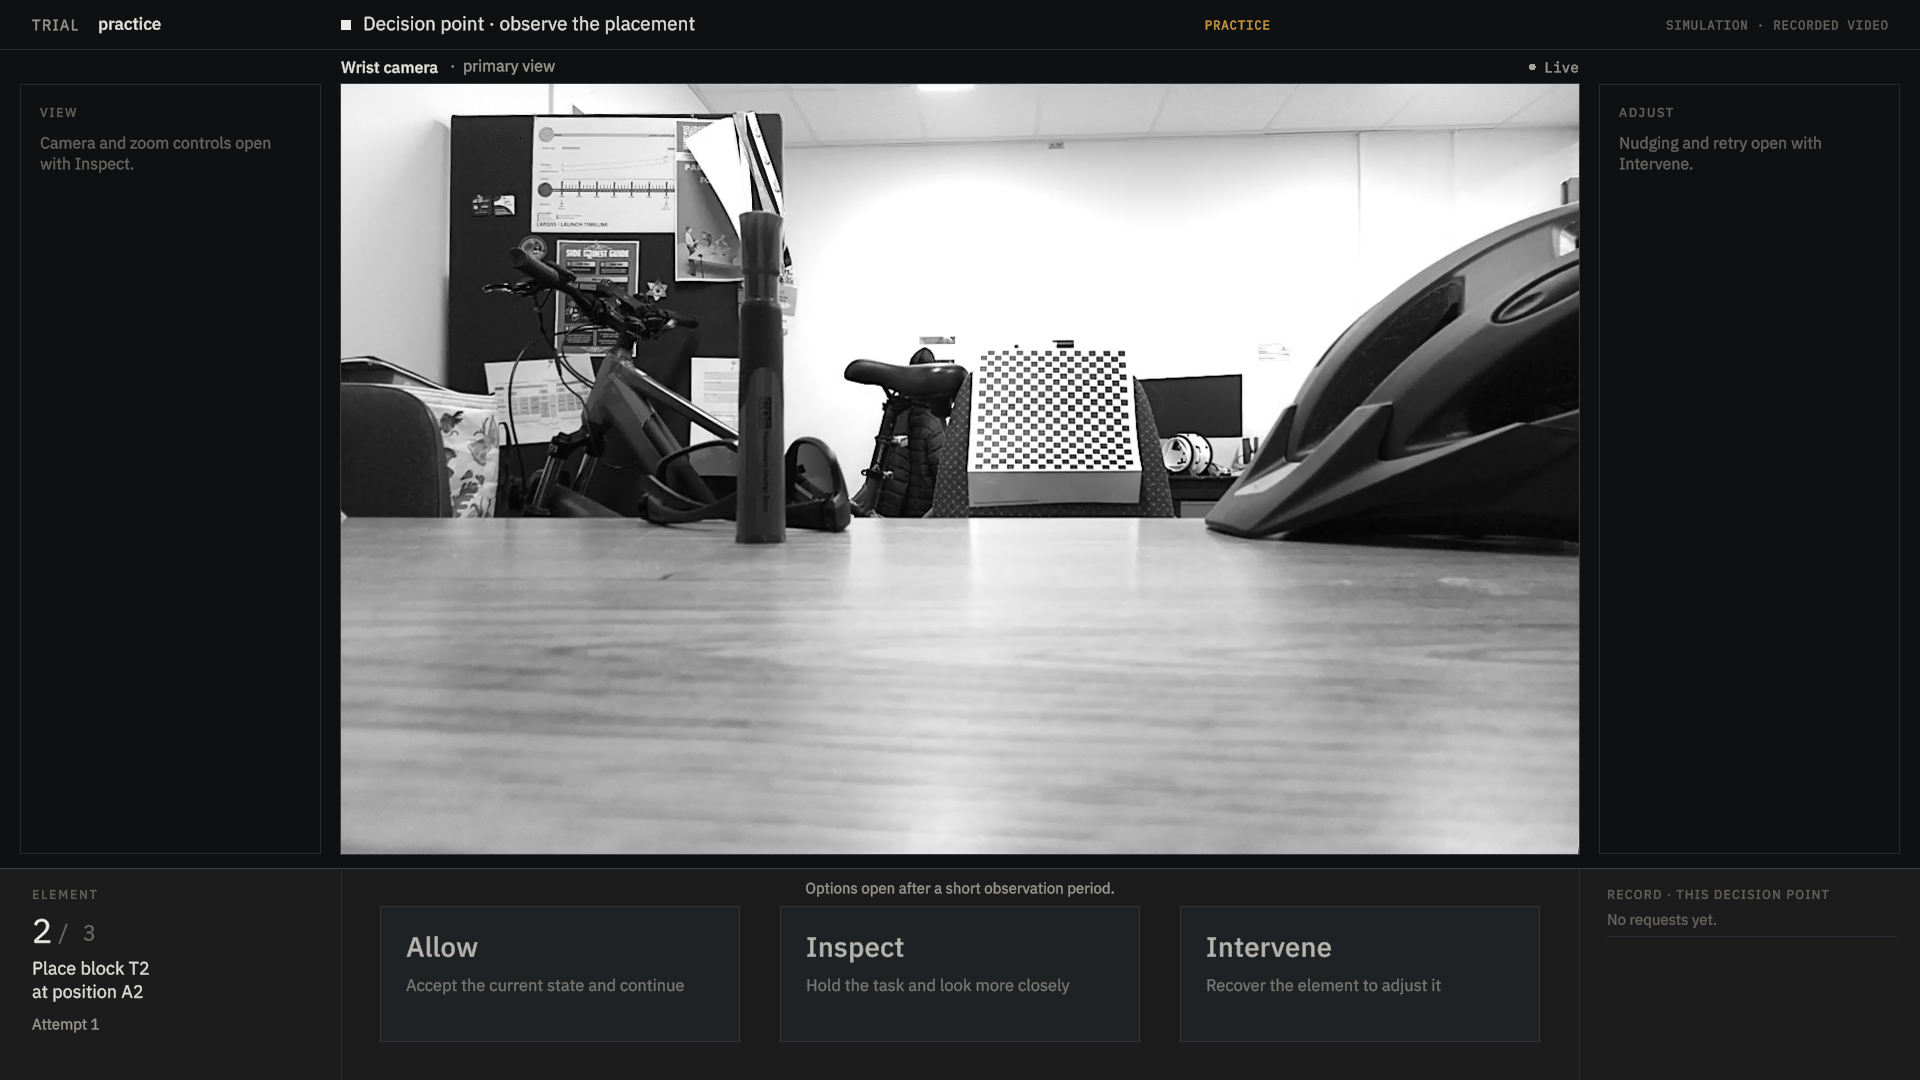 TRIAL practice
Decision point · observe the placement
PRACTICE
SIMULATION · RECORDED VIDEO
Wrist camera · primary view
Live
VIEW
Camera and zoom controls open
with Inspect.
SIDE QUEST GUIDE
ADJUST
Nudging and retry open with
Intervene.
ELEMENT
2 / 3
Place block T2
at position A2
Attempt 1
Options open after a short observation period.
Allow
Accept the current state and continue
Inspect
Hold the task and look more closely
Intervene
Recover the element to adjust it
RECORD · THIS DECISION POINT
No requests yet.